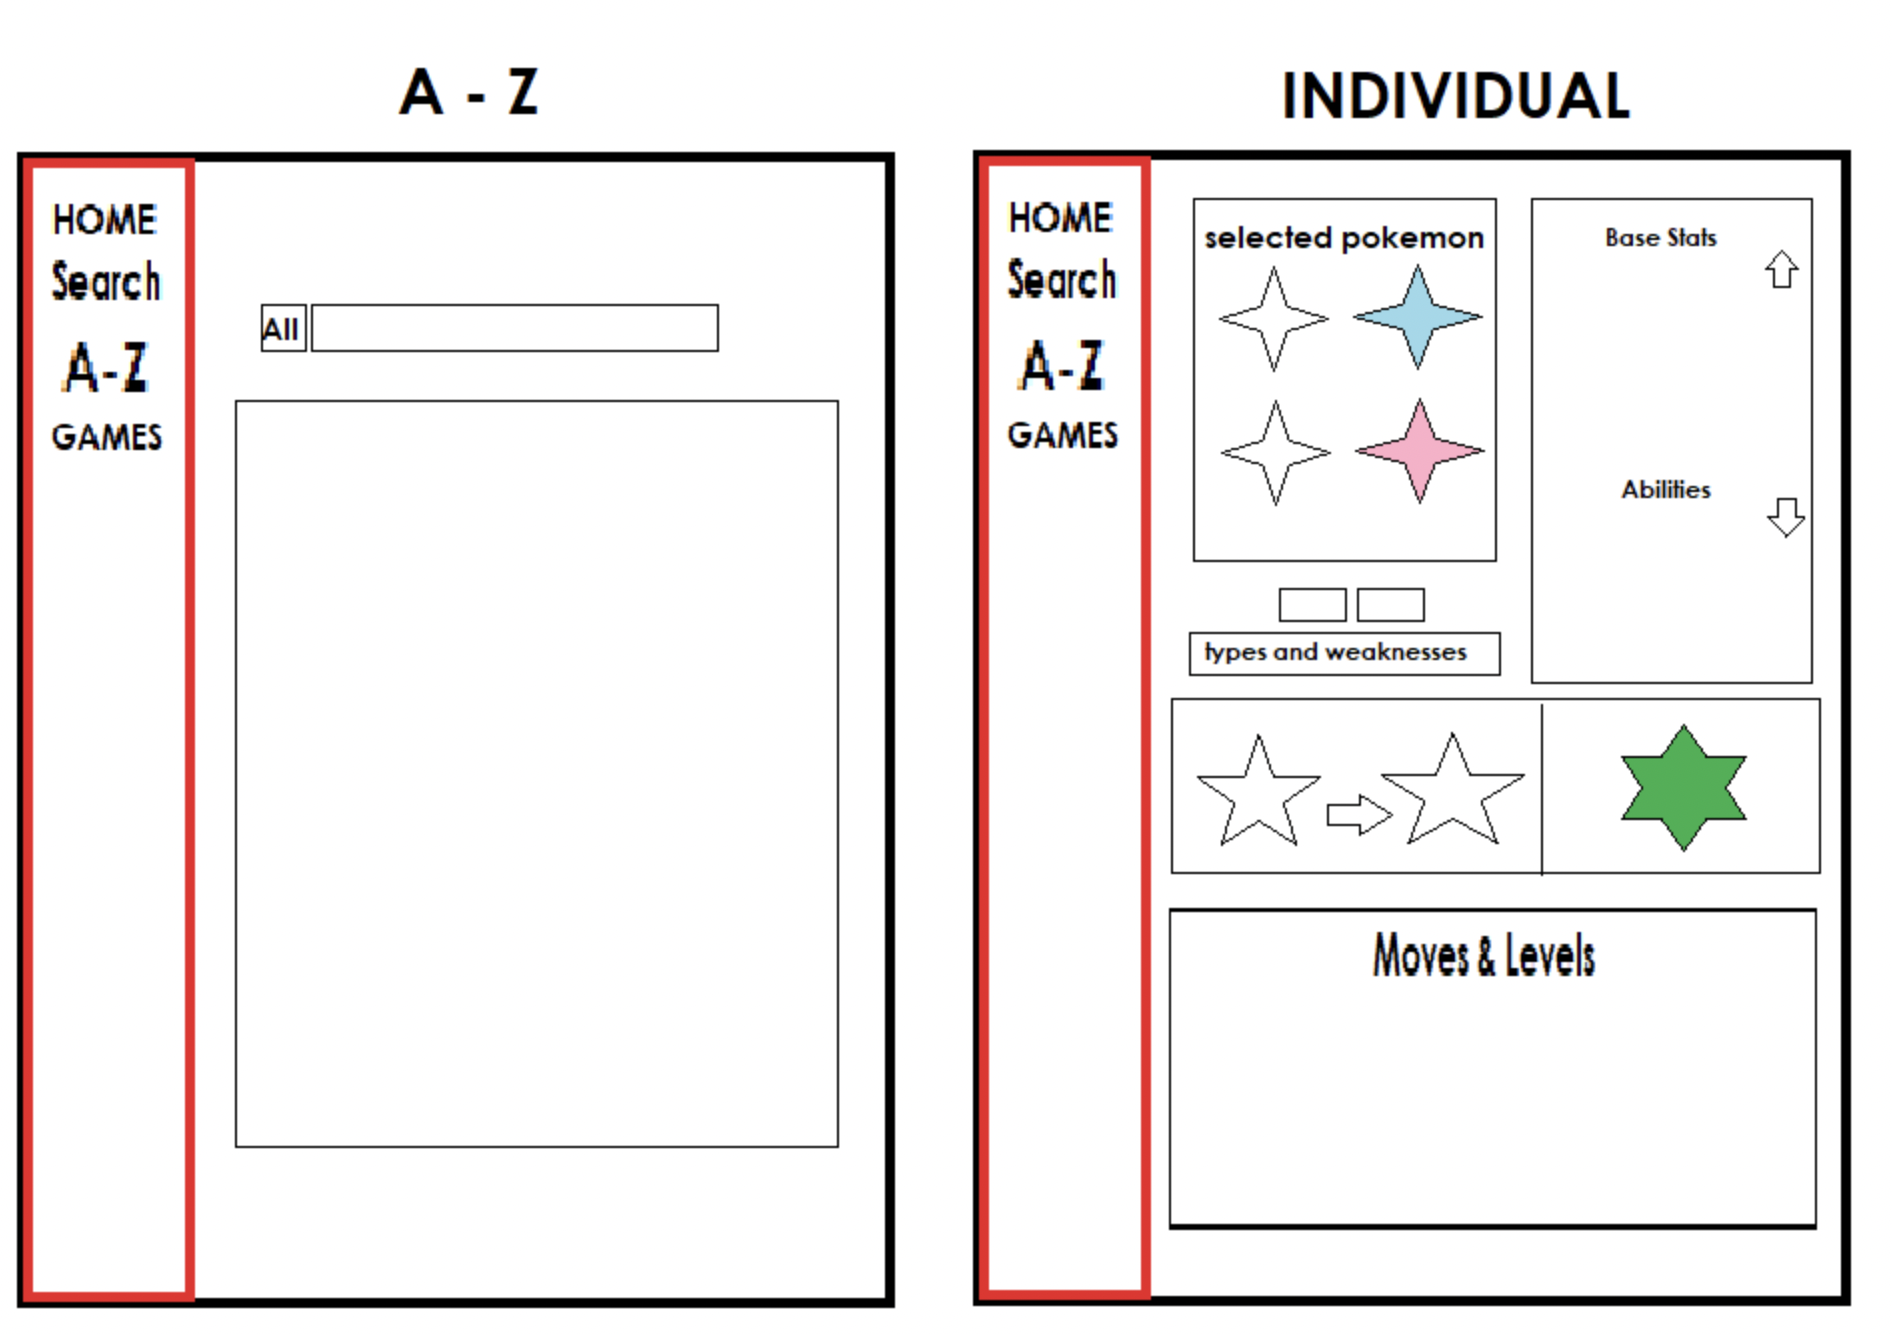 A - Z
HOME
Search
A-Z
GAMES
All
INDIVIDUAL
HOME
Search
A-Z
GAMES
selected pokemon
types and weaknesses
Base Stats
Abilities
Moves & Levels